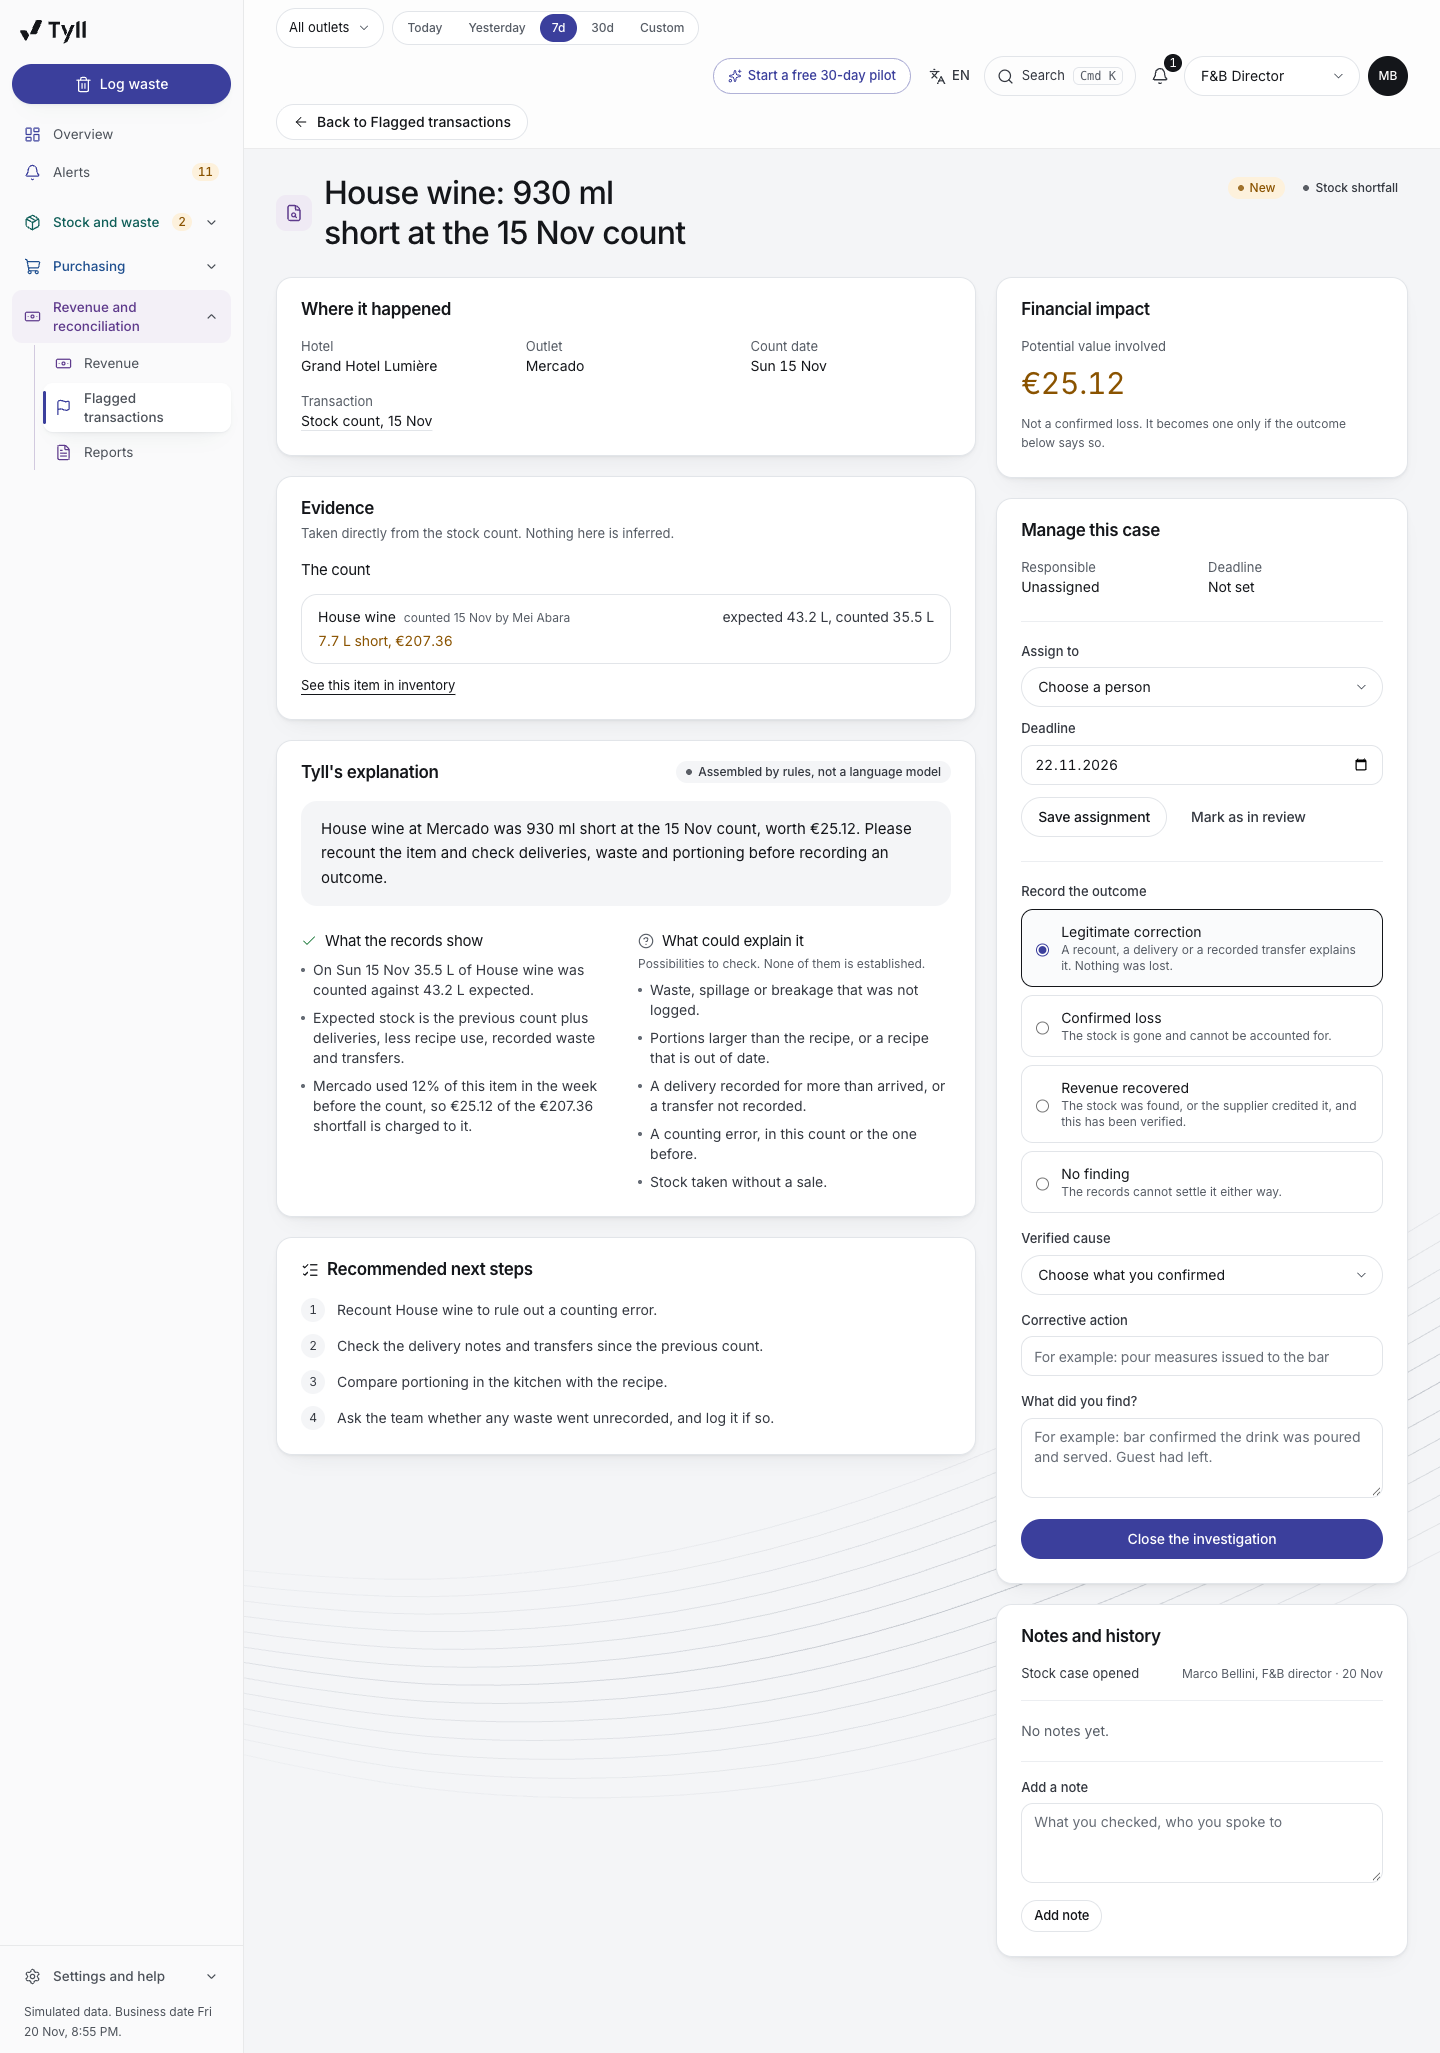 Tyll
Log waste
Overview
Alerts
11
Stock and waste
2
Purchasing
Revenue and
reconciliation
Revenue
Flagged
transactions
Reports
Settings and help
Simulated data. Business date Fri
20 Nov, 8:55 PM.
All outlets
Today
Yesterday
7d
30d
Custom
Start a free 30-day pilot
EN
Search
Cmd K
1
F&B Director
MB
Back to Flagged transactions
House wine: 930 ml
short at the 15 Nov count
New
Stock shortfall
Where it happened
Hotel
Grand Hotel Lumière
Outlet
Mercado
Count date
Sun 15 Nov
Transaction
Stock count, 15 Nov
Evidence
Taken directly from the stock count. Nothing here is inferred.
The count
House wine counted 15 Nov by Mei Abara
expected 43.2 L, counted 35.5 L
7.7 L short, €207.36
See this item in inventory
Tyll's explanation
Assembled by rules, not a language model
House wine at Mercado was 930 ml short at the 15 Nov count, worth €25.12. Please
recount the item and check deliveries, waste and portioning before recording an
outcome.
What the records show
On Sun 15 Nov 35.5 L of House wine was
counted against 43.2 L expected.
Expected stock is the previous count plus
deliveries, less recipe use, recorded waste
and transfers.
Mercado used 12% of this item in the week
before the count, so €25.12 of the €207.36
shortfall is charged to it.
What could explain it
Possibilities to check. None of them is established.
Waste, spillage or breakage that was not
logged.
Portions larger than the recipe, or a recipe
that is out of date.
A delivery recorded for more than arrived, or
a transfer not recorded.
A counting error, in this count or the one
before.
Stock taken without a sale.
Recommended next steps
1 Recount House wine to rule out a counting error.
2 Check the delivery notes and transfers since the previous count.
3 Compare portioning in the kitchen with the recipe.
4 Ask the team whether any waste went unrecorded, and log it if so.
Financial impact
Potential value involved
€25.12
Not a confirmed loss. It becomes one only if the outcome
below says so.
Manage this case
Responsible
Unassigned
Deadline
Not set
Assign to
Choose a person
Deadline
22.11.2026
Save assignment
Mark as in review
Record the outcome
Legitimate correction
A recount, a delivery or a recorded transfer explains
it. Nothing was lost.
Confirmed loss
The stock is gone and cannot be accounted for.
Revenue recovered
The stock was found, or the supplier credited it, and
this has been verified.
No finding
The records cannot settle it either way.
Verified cause
Choose what you confirmed
Corrective action
For example: pour measures issued to the bar
What did you find?
For example: bar confirmed the drink was poured
and served. Guest had left.
Close the investigation
Notes and history
Stock case opened
Marco Bellini, F&B director · 20 Nov
No notes yet.
Add a note
What you checked, who you spoke to
Add note